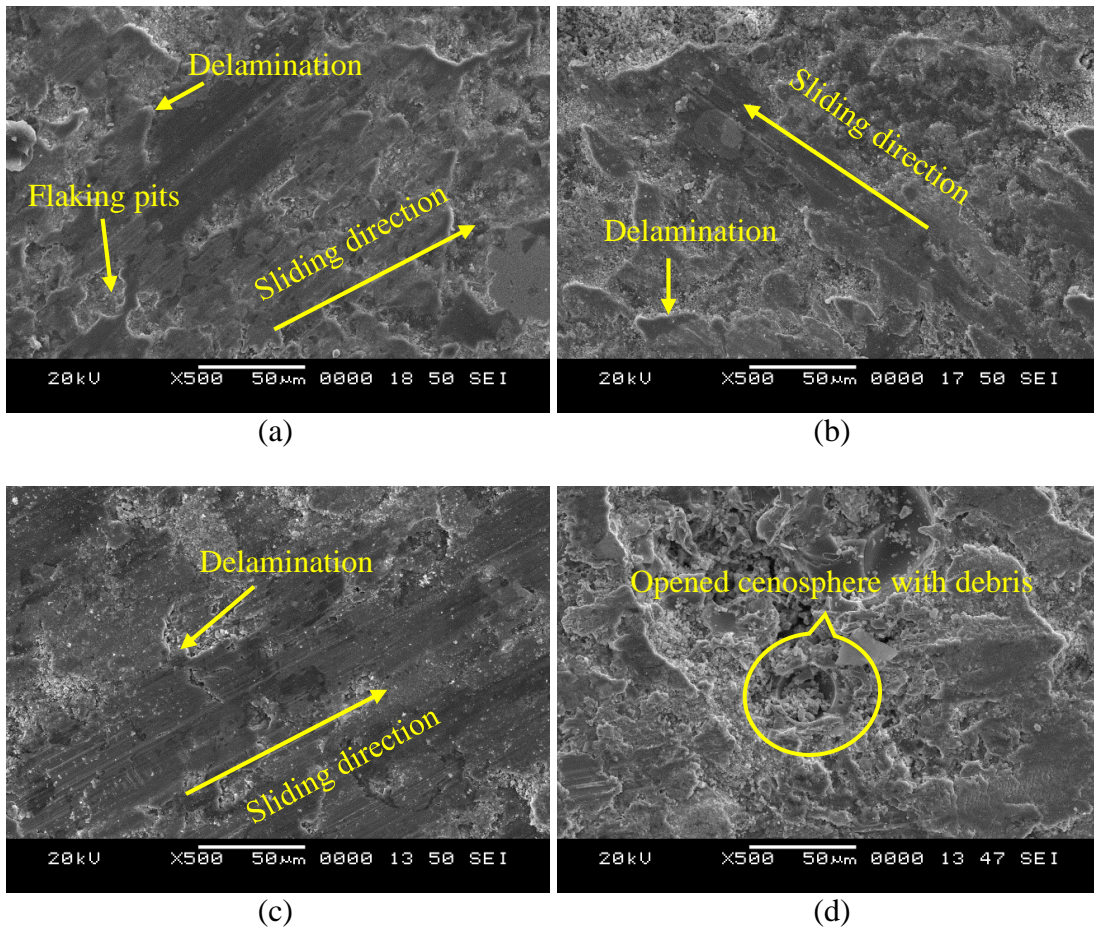 Delamination
Flaking pits
Sliding direction
20kV X500 50μm 0000 18 50 SEI
(a)
Sliding direction
Delamination
20kV X500 50μm 0000 17 50 SEI
(b)
Delamination
Sliding direction
20kV X500 50μm 0000 13 50 SEI
(c)
Opened cenosphere with debris
20kV X500 50μm 0000 13 47 SEI
(d)